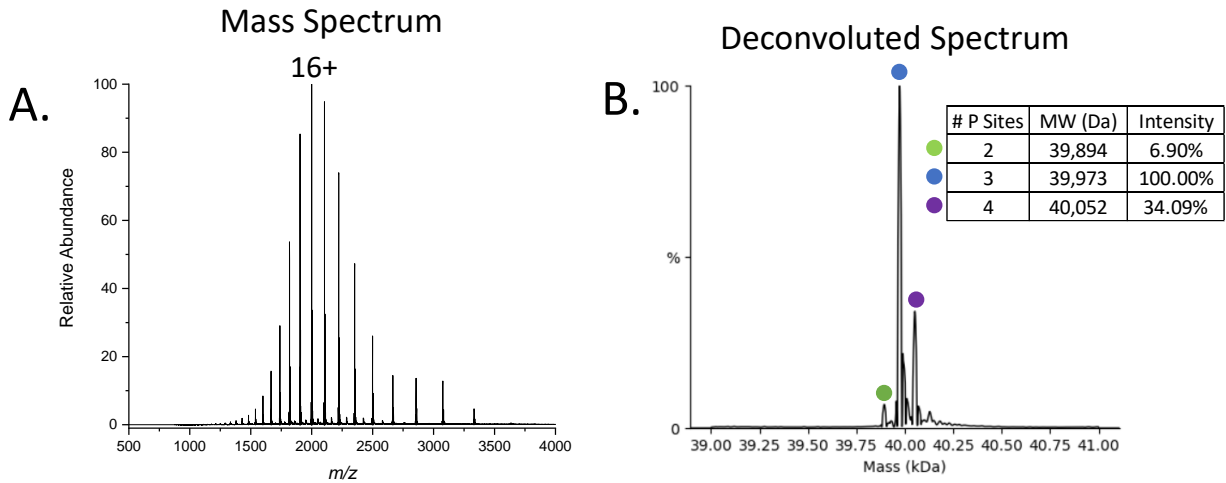 Mass Spectrum
16+
A.
100
80
60
40
20
0
Relative Abundance
500
1000
1500
2000
2500
3000
3500
4000
m/z
Deconvoluted Spectrum
B.
100
%
0
39.00 39.25 39.50 39.75 40.00 40.25 40.50 40.75 41.00
Mass (kDa)
# P Sites MW (Da) Intensity
2 39,894 6.90%
3 39,973 100.00%
4 40,052 34.09%